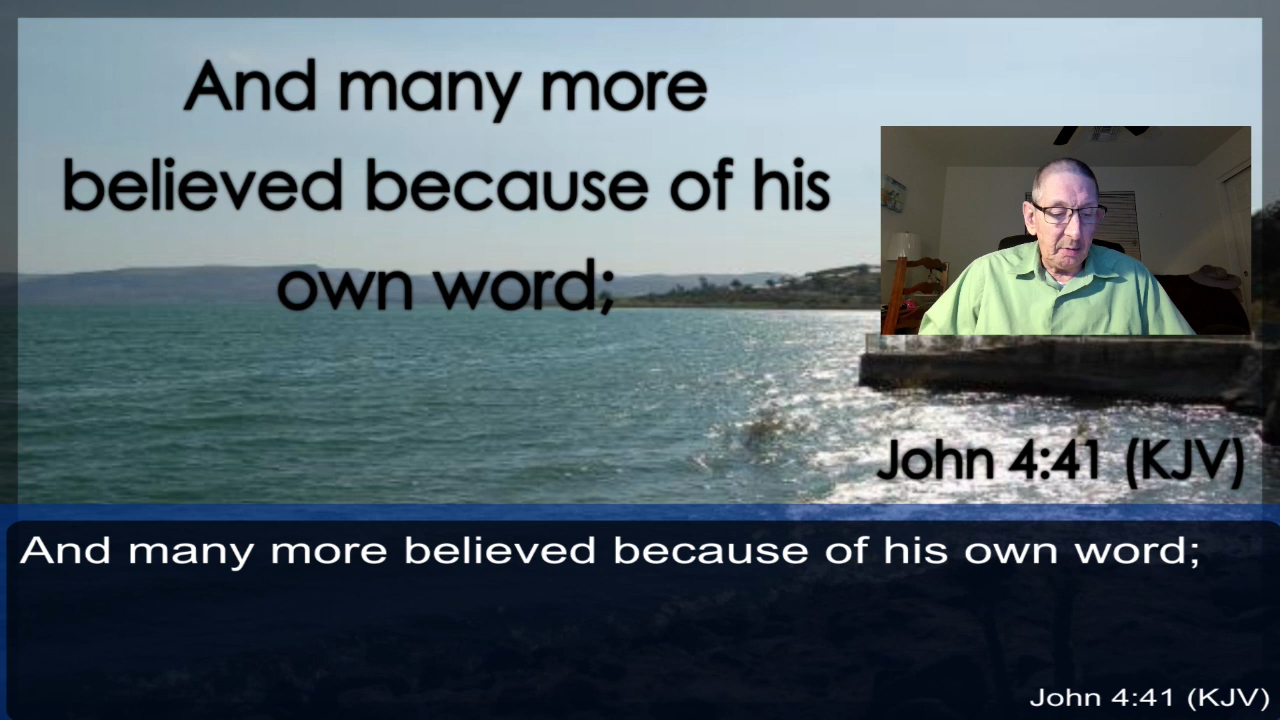 And many more
believed because of his
own word;
John 4:41 (KJV)
And many more believed because of his own word;
John 4:41 (KJV)